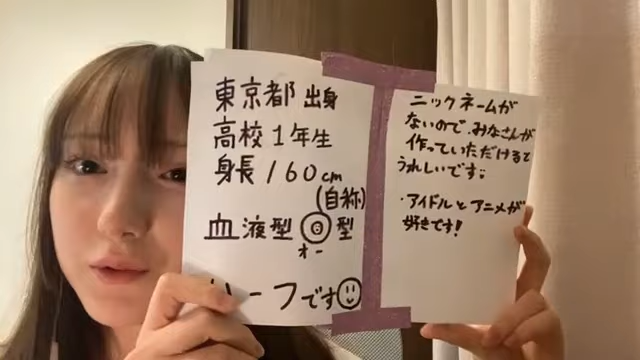 東京都 出身
高校1年生
身長160cm
(自称)
血液型 O 型
オー
ーフです
ニックネームが
ないので、みなさんが
作っていただけると
うれしいです。
・アイドルとアニメが
好きです!